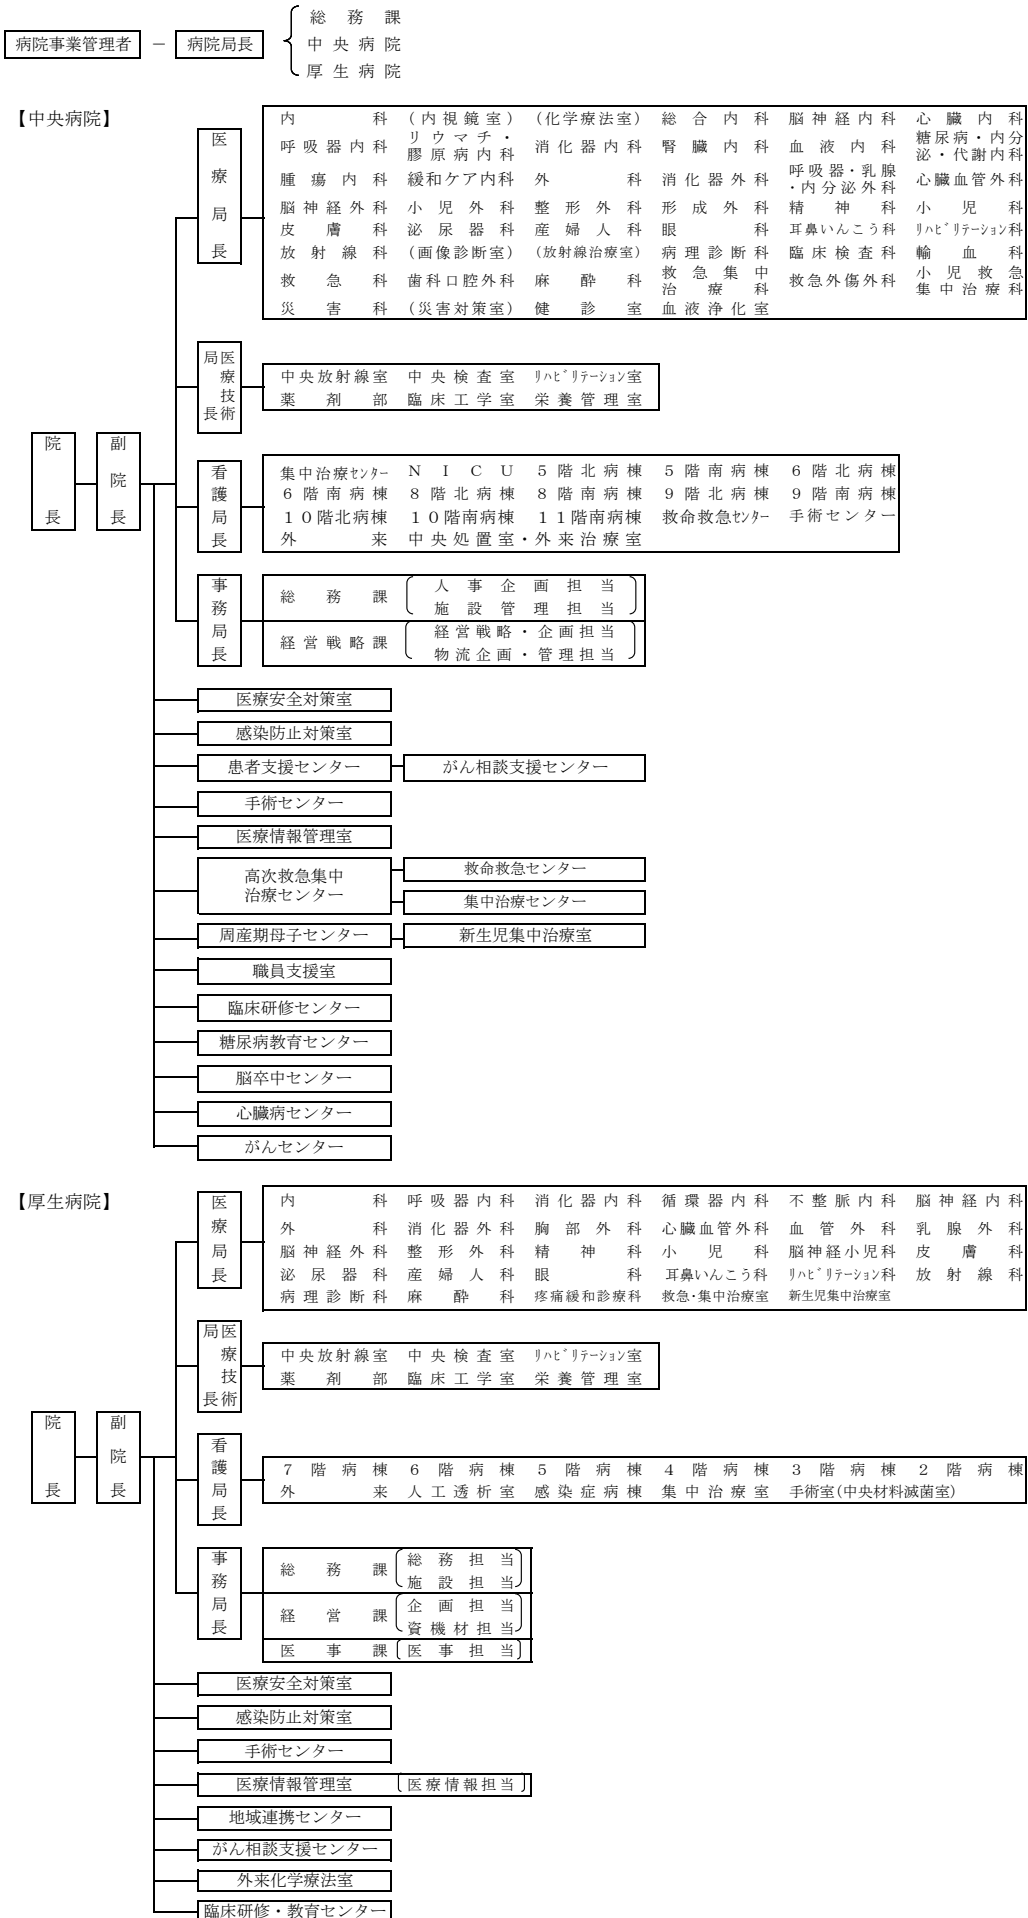 総務課
病院事業管理者 － 病院局長 中央病院
厚生病院
【中央病院】
医療局長
内科 (内視鏡室) (化学療法室) 総合内科 脳神経内科 心臓内科
呼吸器内科 リウマチ・膠原病内科 消化器内科 腎臓内科 血液内科 糖尿病・内分泌・代謝内科
腫瘍内科 緩和ケア内科 外科 消化器外科 呼吸器・乳腺・内分泌外科 心臓血管外科
脳神経外科 小児外科 整形外科 形成外科 精神科 小児科
皮膚科 泌尿器科 産婦人科 眼科 耳鼻いんこう科 ﾘﾊﾋﾞﾘﾃｰｼｮﾝ科
放射線科 (画像診断室) (放射線治療室) 病理診断科 臨床検査科 輸血科
救急科 歯科口腔外科 麻酔科 救急集中治療科 救急外傷外科 小児救急集中治療科
災害科 (災害対策室) 健診室 血液浄化室
医療技術局長
中央放射線室 中央検査室 ﾘﾊﾋﾞﾘﾃｰｼｮﾝ室
薬剤部 臨床工学室 栄養管理室
院長
副院長
看護局長
集中治療ｾﾝﾀｰ NICU 5階北病棟 5階南病棟 6階北病棟
6階南病棟 8階北病棟 8階南病棟 9階北病棟 9階南病棟
10階北病棟 10階南病棟 11階南病棟 救命救急ｾﾝﾀｰ 手術センター
外来 中央処置室・外来治療室
事務局長
総務課 人事企画担当
施設管理担当
経営戦略課 経営戦略・企画担当
物流企画・管理担当
医療安全対策室
感染防止対策室
患者支援センター がん相談支援センター
手術センター
医療情報管理室
高次救急集中治療センター 救命救急センター
集中治療センター
周産期母子センター 新生児集中治療室
職員支援室
臨床研修センター
糖尿病教育センター
脳卒中センター
心臓病センター
がんセンター
【厚生病院】
医療局長
内科 呼吸器内科 消化器内科 循環器内科 不整脈内科 脳神経内科
外科 消化器外科 胸部外科 心臓血管外科 血管外科 乳腺外科
脳神経外科 整形外科 精神科 小児科 脳神経小児科 皮膚科
泌尿器科 産婦人科 眼科 耳鼻いんこう科 ﾘﾊﾋﾞﾘﾃｰｼｮﾝ科 放射線科
病理診断科 麻酔科 疼痛緩和診療科 救急・集中治療室 新生児集中治療室
医療技術局長
中央放射線室 中央検査室 ﾘﾊﾋﾞﾘﾃｰｼｮﾝ室
薬剤部 臨床工学室 栄養管理室
院長
副院長
看護局長
7階病棟 6階病棟 5階病棟 4階病棟 3階病棟 2階病棟
外来 人工透析室 感染症病棟 集中治療室 手術室(中央材料滅菌室)
事務局長
総務課 総務担当
施設担当
経営課 企画担当
資機材担当
医事課 医事担当
医療安全対策室
感染防止対策室
手術センター
医療情報管理室 医療情報担当
地域連携センター
がん相談支援センター
外来化学療法室
臨床研修・教育センター